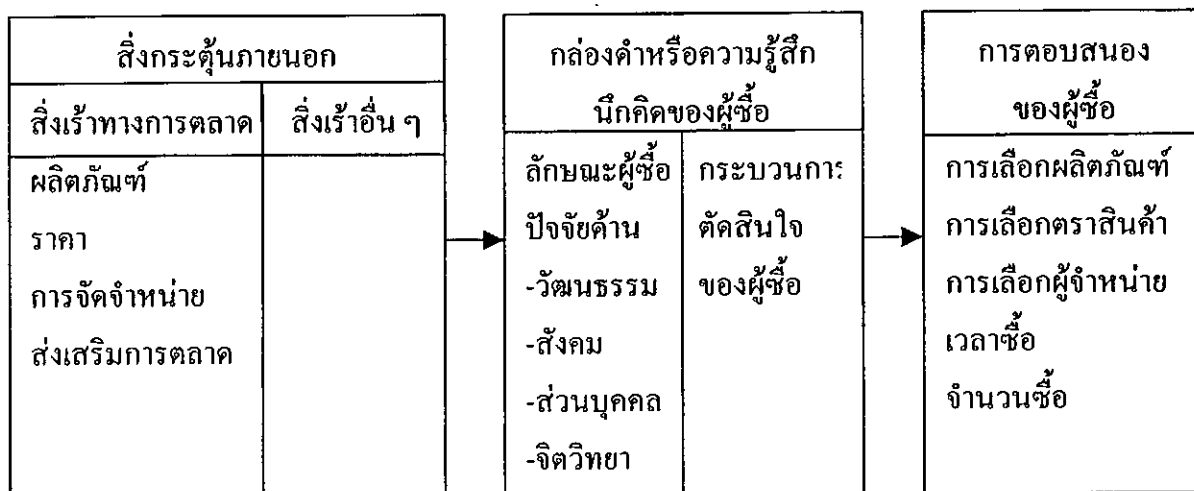 สิ่งกระตุ้นภายนอก
สิ่งเร้าทางการตลาด
สิ่งเร้าอื่น ๆ
ผลิตภัณฑ์
ราคา
การจัดจำหน่าย
ส่งเสริมการตลาด
กล่องดำหรือความรู้สึก
นึกคิดของผู้ซื้อ
ลักษณะผู้ซื้อ
ปัจจัยด้าน
-วัฒนธรรม
-สังคม
-ส่วนบุคคล
-จิตวิทยา
กระบวนการ
ตัดสินใจ
ของผู้ซื้อ
การตอบสนอง
ของผู้ซื้อ
การเลือกผลิตภัณฑ์
การเลือกตราสินค้า
การเลือกผู้จำหน่าย
เวลาซื้อ
จำนวนซื้อ